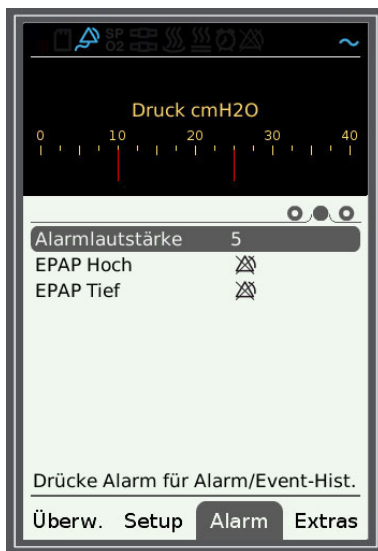 SP
O2
Druck cmH2O
0 10 20 30 40
Alarmlautstärke 5
EPAP Hoch
EPAP Tief
Drücke Alarm für Alarm/Event-Hist.
Überw. Setup Alarm Extras